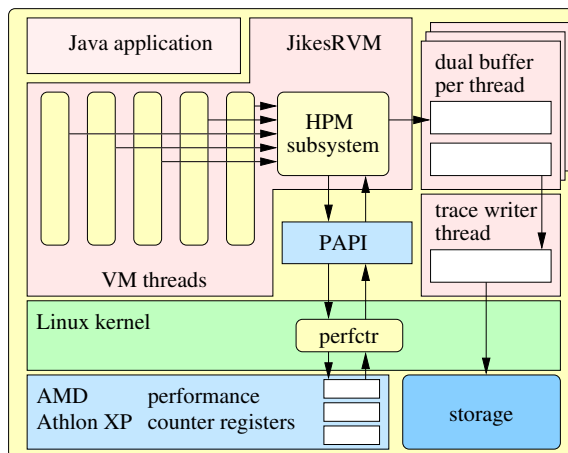 Java application
JikesRVM
dual buffer
per thread
HPM
subsystem
trace writer
thread
PAPI
VM threads
Linux kernel
perfctr
AMD performance
Athlon XP counter registers
storage